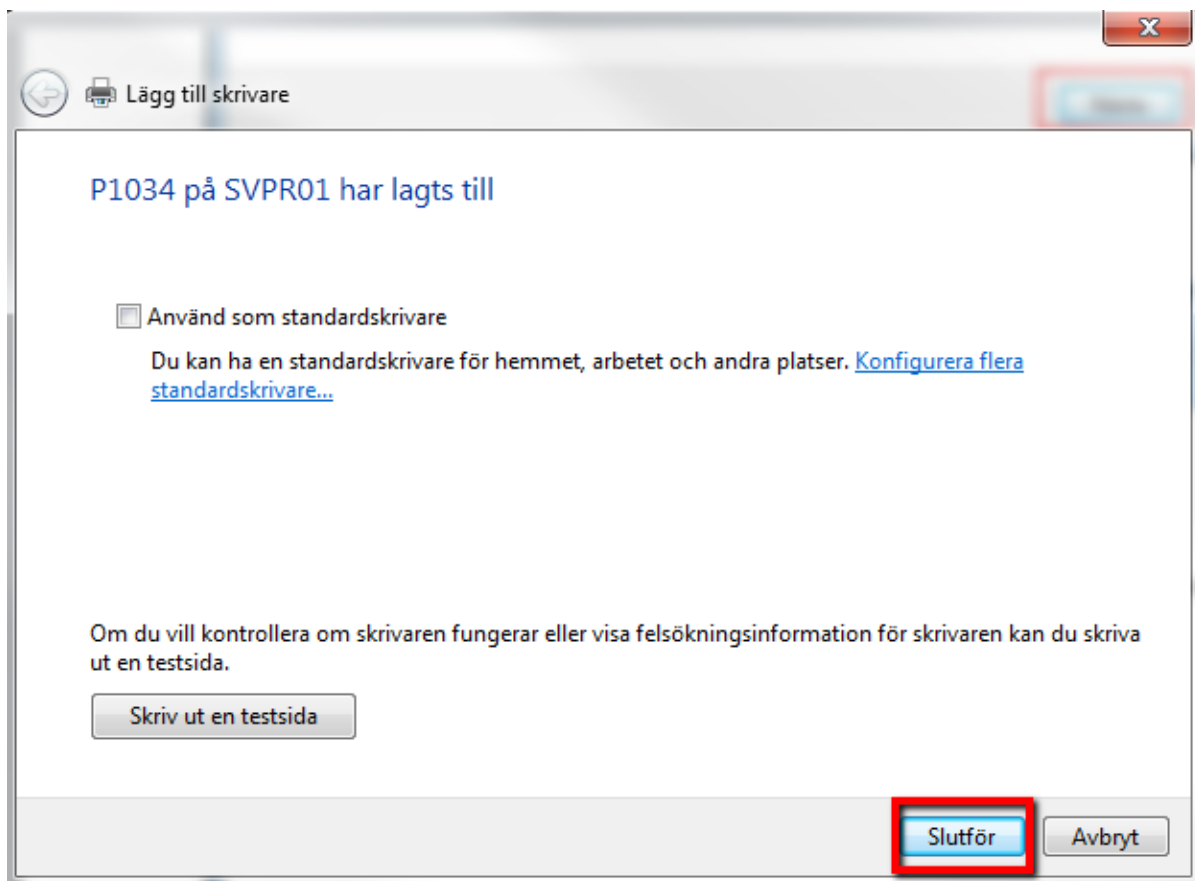 Lägg till skrivare
P1034 på SVPR01 har lagts till
Använd som standardskrivare
Du kan ha en standardskrivare för hemmet, arbetet och andra platser. Konfigurera flera
standardskrivare...
Om du vill kontrollera om skrivaren fungerar eller visa felsökningsinformation för skrivaren kan du skriva
ut en testsida.
Skriv ut en testsida
Slutför
Avbryt